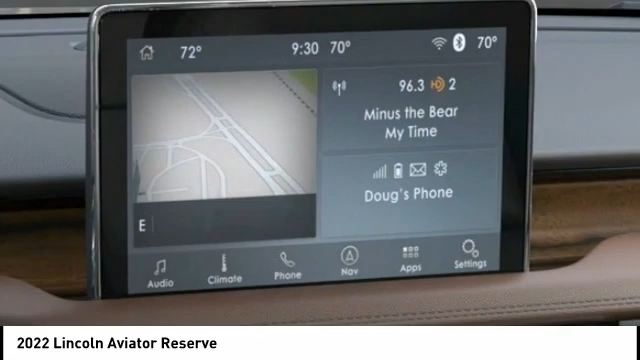 72° 9:30 70° 70°
96.3 HD 2
Minus the Bear
My Time
Doug's Phone
E
Audio Climate Phone Nav Apps Settings
2022 Lincoln Aviator Reserve